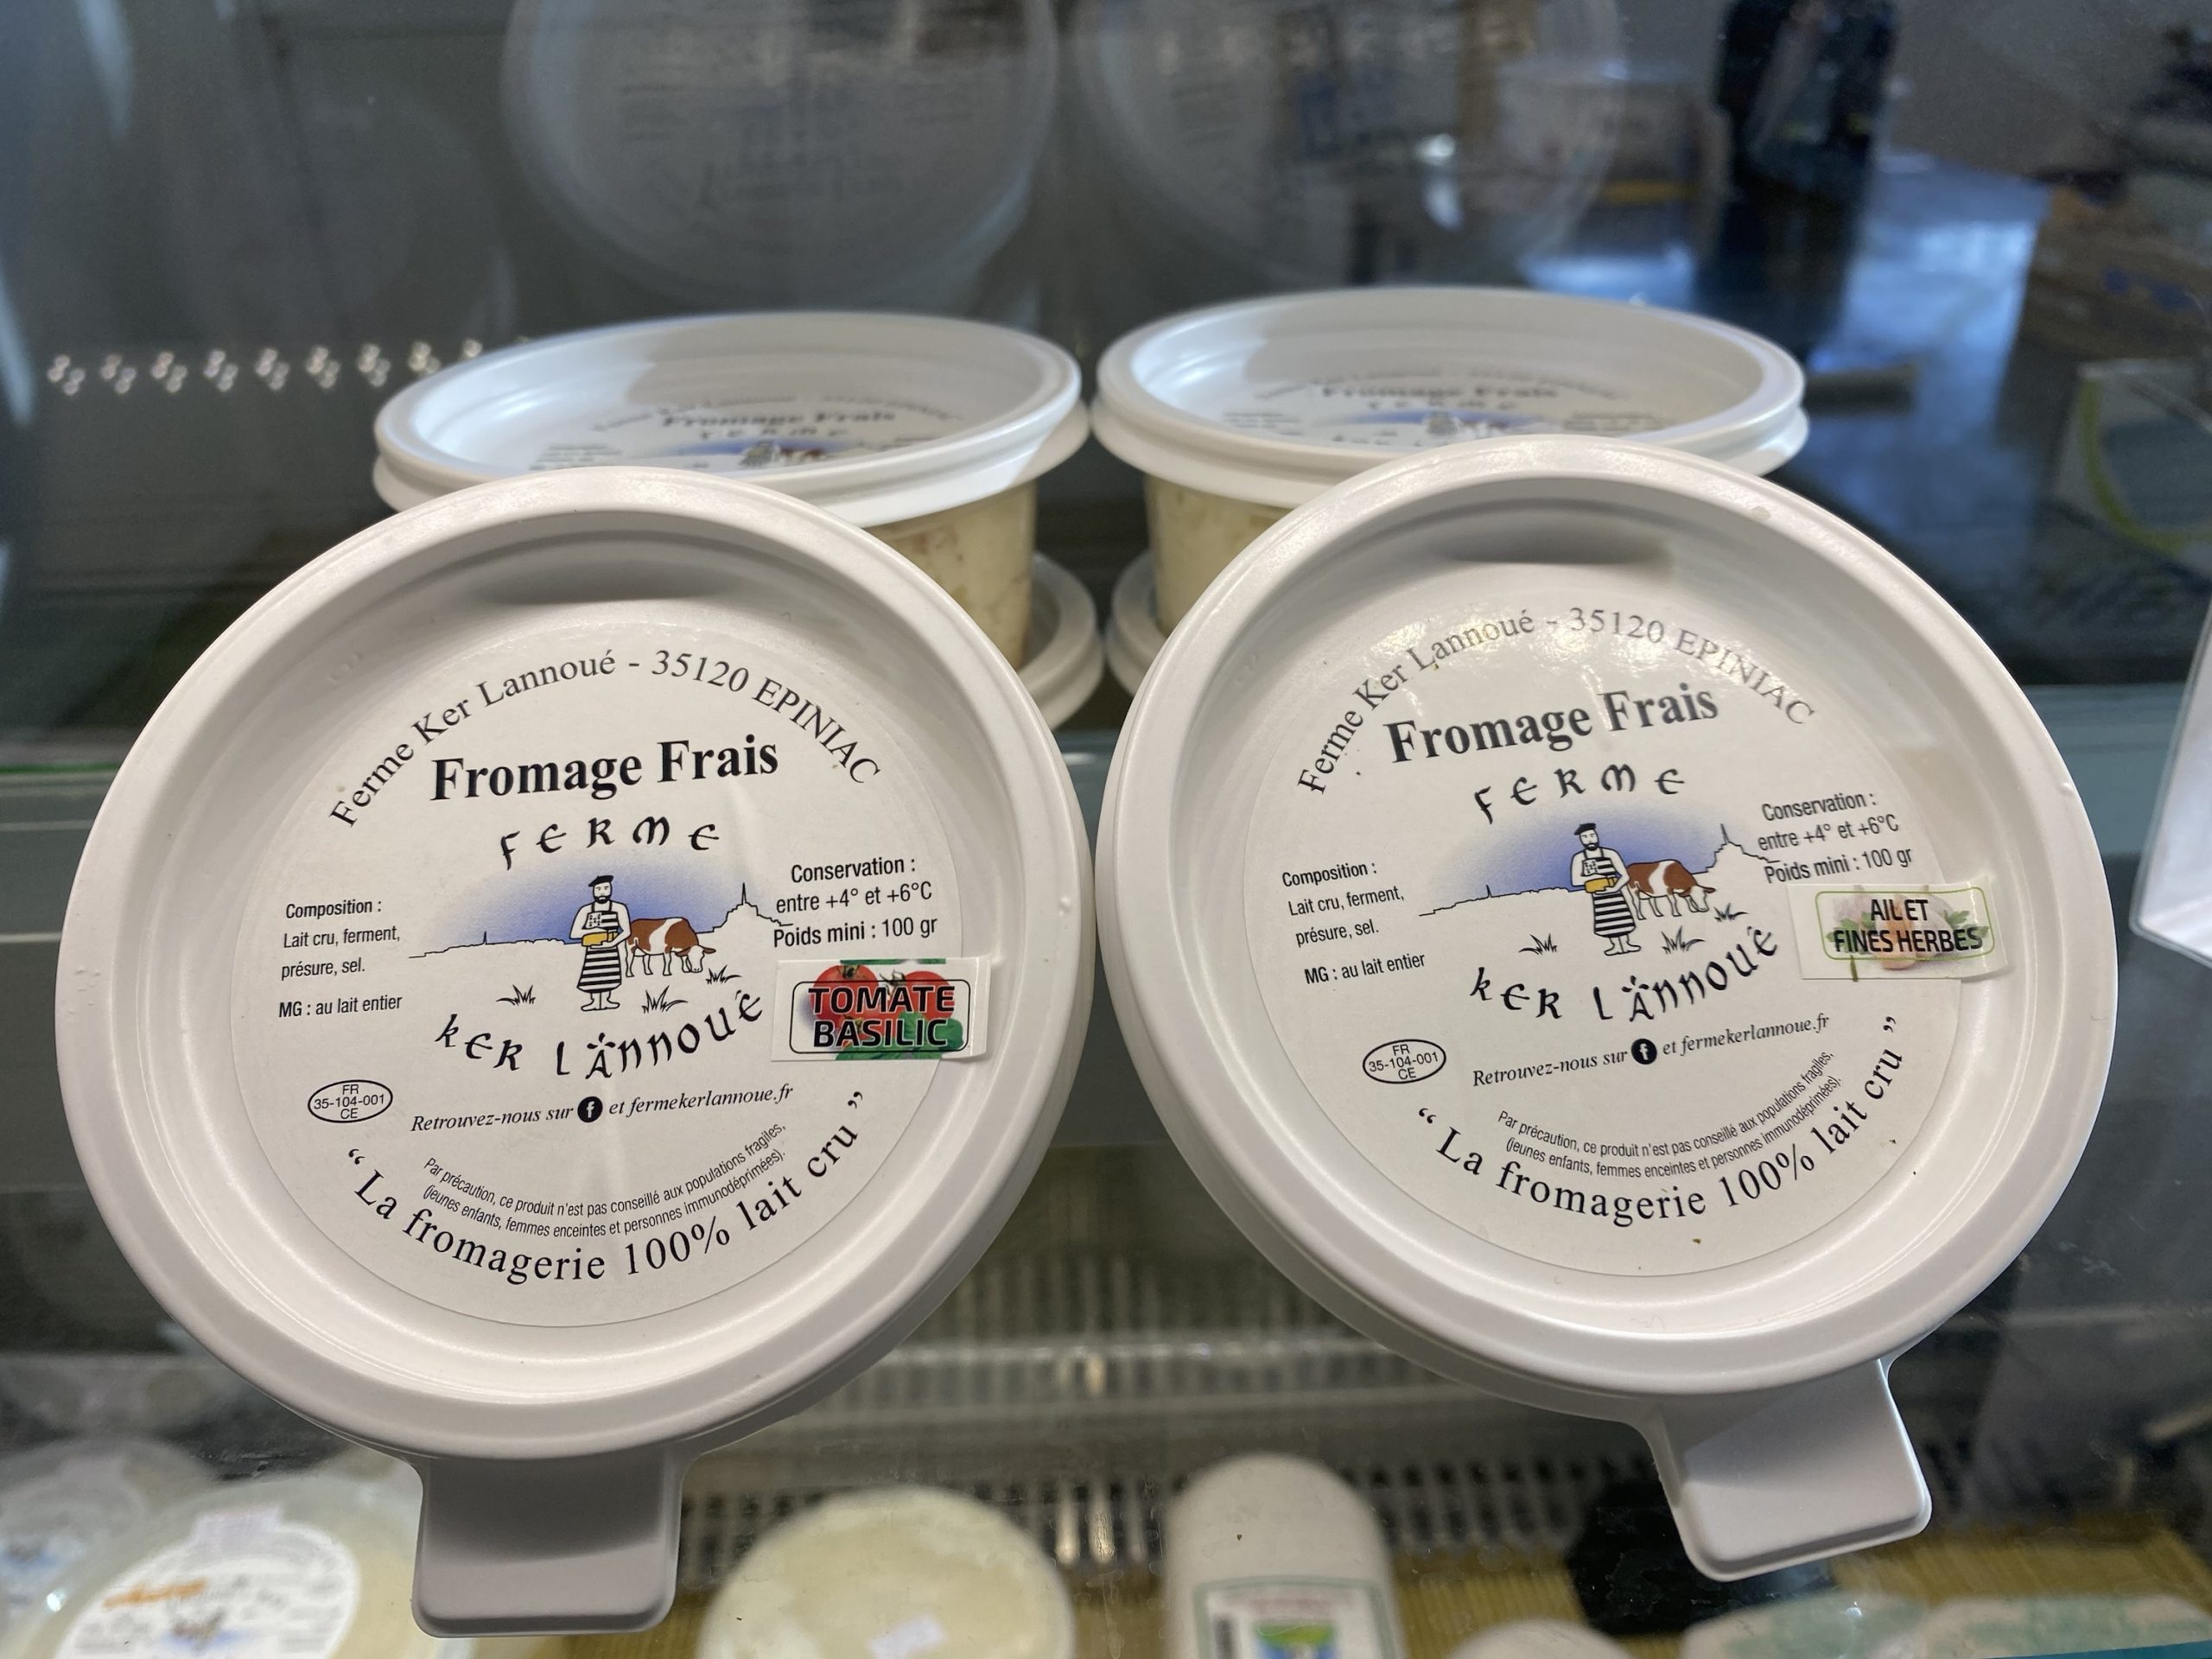 Fromage Frais
Fromage Frais
Ferme Ker Lannoué - 35120 EPINIAC
Fromage Frais
FERME
Composition :
Lait cru, ferment,
présure, sel.
MG : au lait entier
Conservation :
entre +4° et +6°C
Poids mini : 100 gr
TOMATE
BASILIC
KER LANNOUÉ
FR
35-104-001
CE
Retrouvez-nous sur f et fermekerlannoue.fr
Par précaution, ce produit n'est pas conseillé aux populations fragiles,
(jeunes enfants, femmes enceintes et personnes immunodéprimées).
“ La fromagerie 100% lait cru ”
Ferme Ker Lannoué - 35120 EPINIAC
Fromage Frais
FERME
Composition :
Lait cru, ferment,
présure, sel.
MG : au lait entier
Conservation :
entre +4° et +6°C
Poids mini : 100 gr
AIL ET
FINES HERBES
KER LANNOUÉ
FR
35-104-001
CE
Retrouvez-nous sur f et fermekerlannoue.fr
Par précaution, ce produit n'est pas conseillé aux populations fragiles,
(jeunes enfants, femmes enceintes et personnes immunodéprimées).
“ La fromagerie 100% lait cru ”